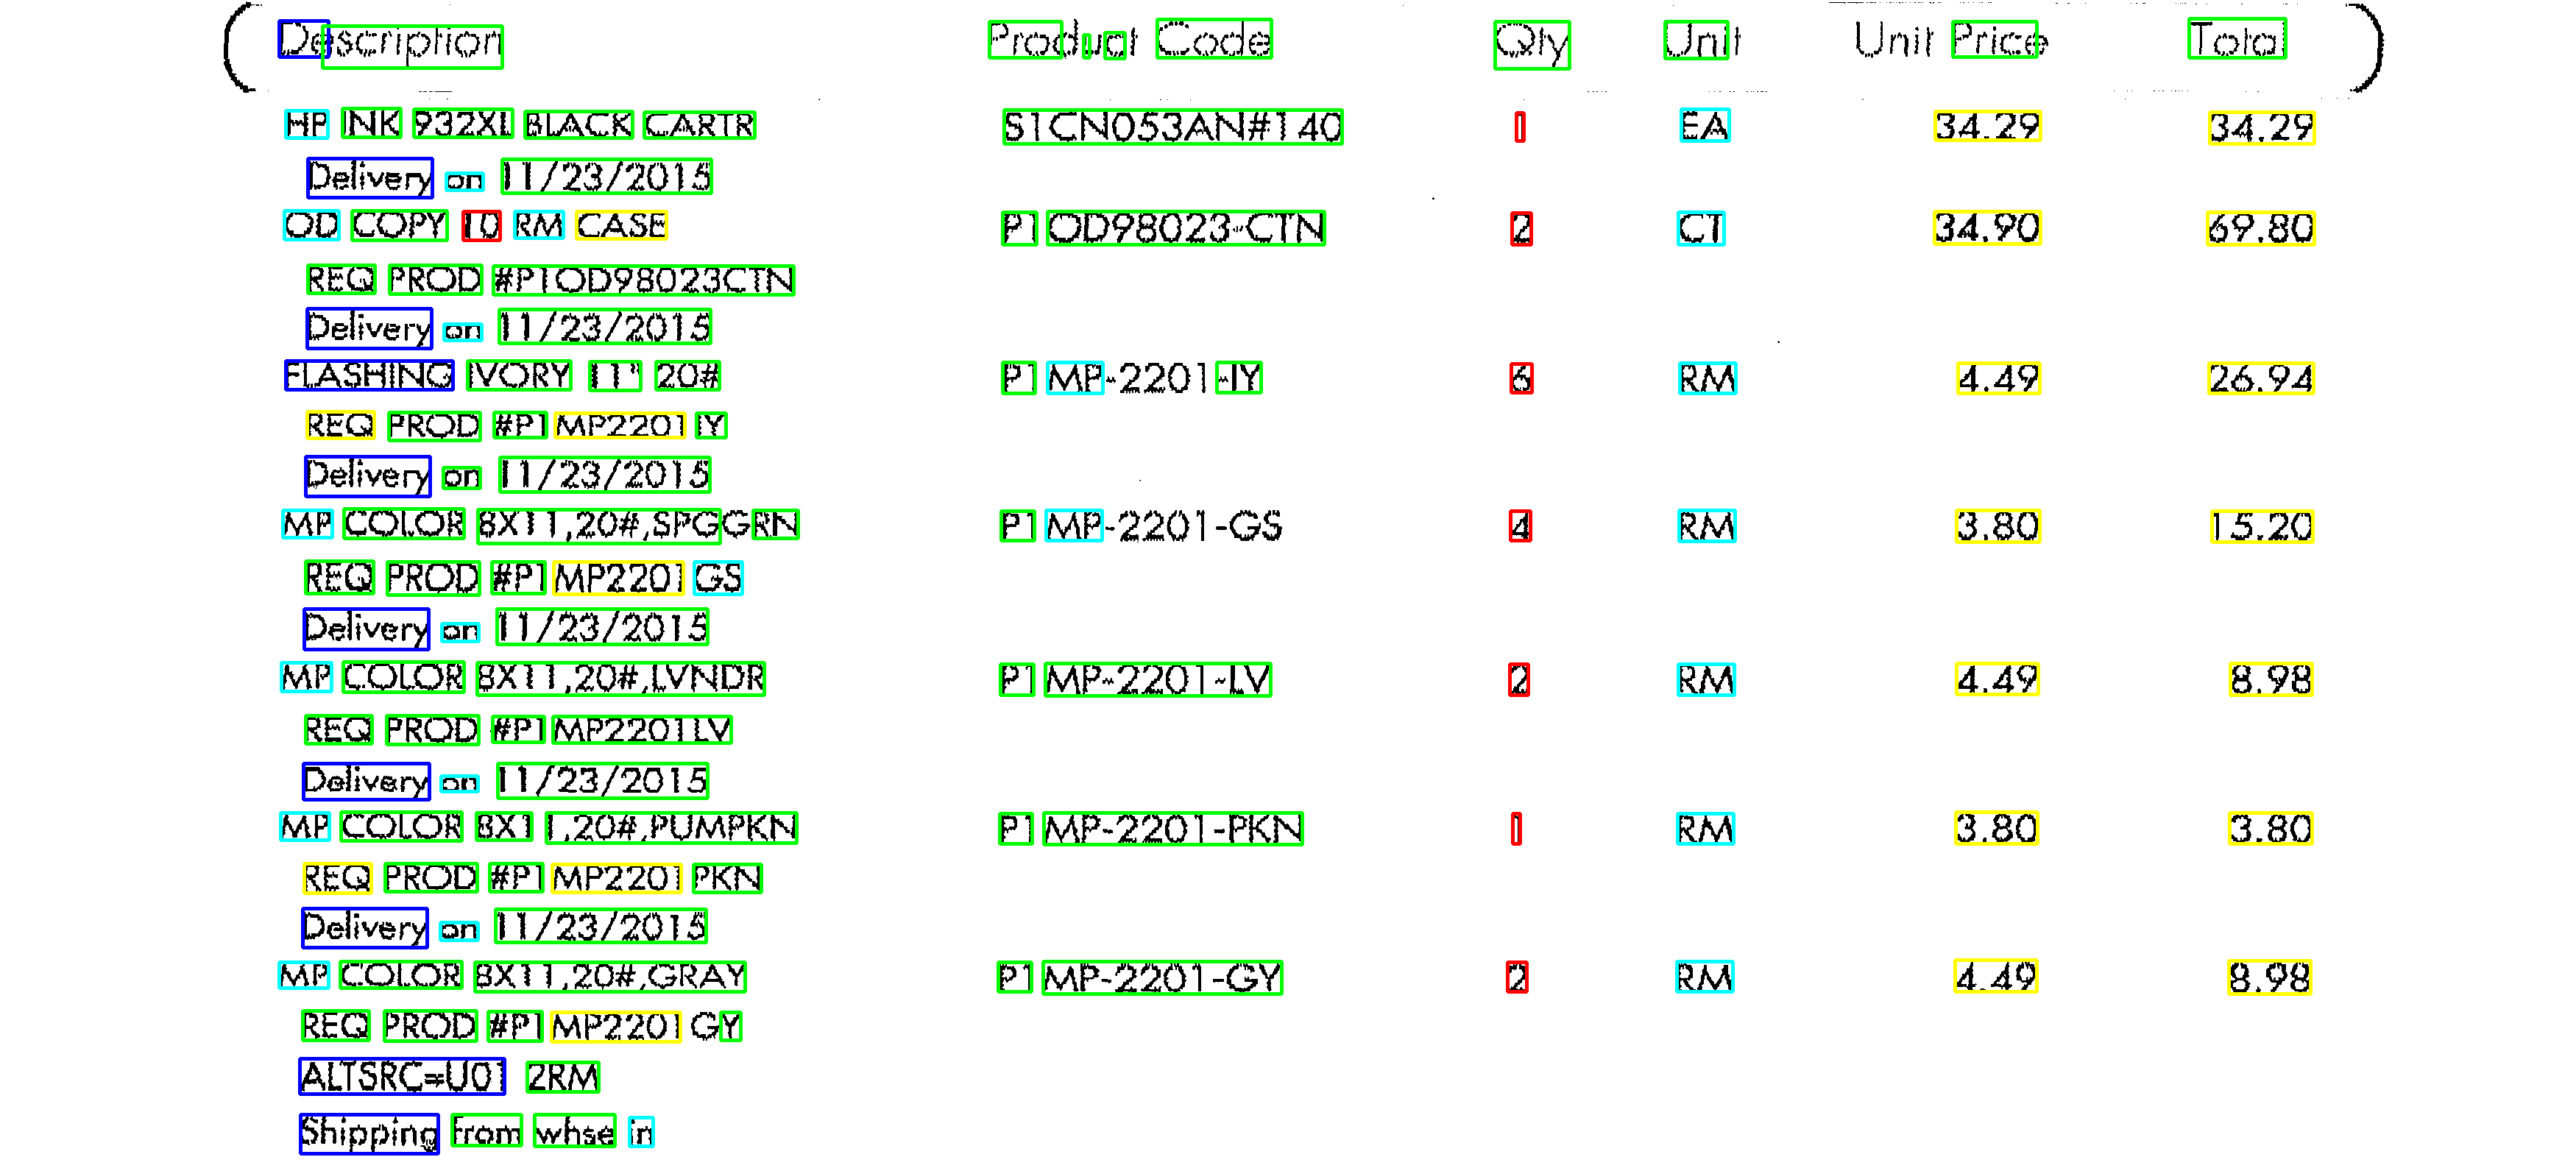 Description Product Code Qty Unit Unit Price Total
HP INK 932XL BLACK CARTR S1CN053AN#140 1 EA 34.29 34.29
Delivery on 11/23/2015
OD COPY 10 RM CASE P1 OD98023-CTN 2 CT 34.90 69.80
REQ PROD #P1OD98023CTN
Delivery on 11/23/2015
FLASHING IVORY 11" 20# P1 MP-2201-IY 6 RM 4.49 26.94
REQ PROD #P1 MP2201 IY
Delivery on 11/23/2015
MP COLOR 8X11,20#,SPGGRN P1 MP-2201-GS 4 RM 3.80 15.20
REQ PROD #P1 MP2201 GS
Delivery on 11/23/2015
MP COLOR 8X11,20#,LVNDR P1 MP-2201-LV 2 RM 4.49 8.98
REQ PROD #P1 MP2201LV
Delivery on 11/23/2015
MP COLOR 8X11,20#,PUMPKN P1 MP-2201-PKN 1 RM 3.80 3.80
REQ PROD #P1 MP2201 PKN
Delivery on 11/23/2015
MP COLOR 8X11,20#,GRAY P1 MP-2201-GY 2 RM 4.49 8.98
REQ PROD #P1 MP2201 GY
ALTSRC=U01 2RM
Shipping from whse in